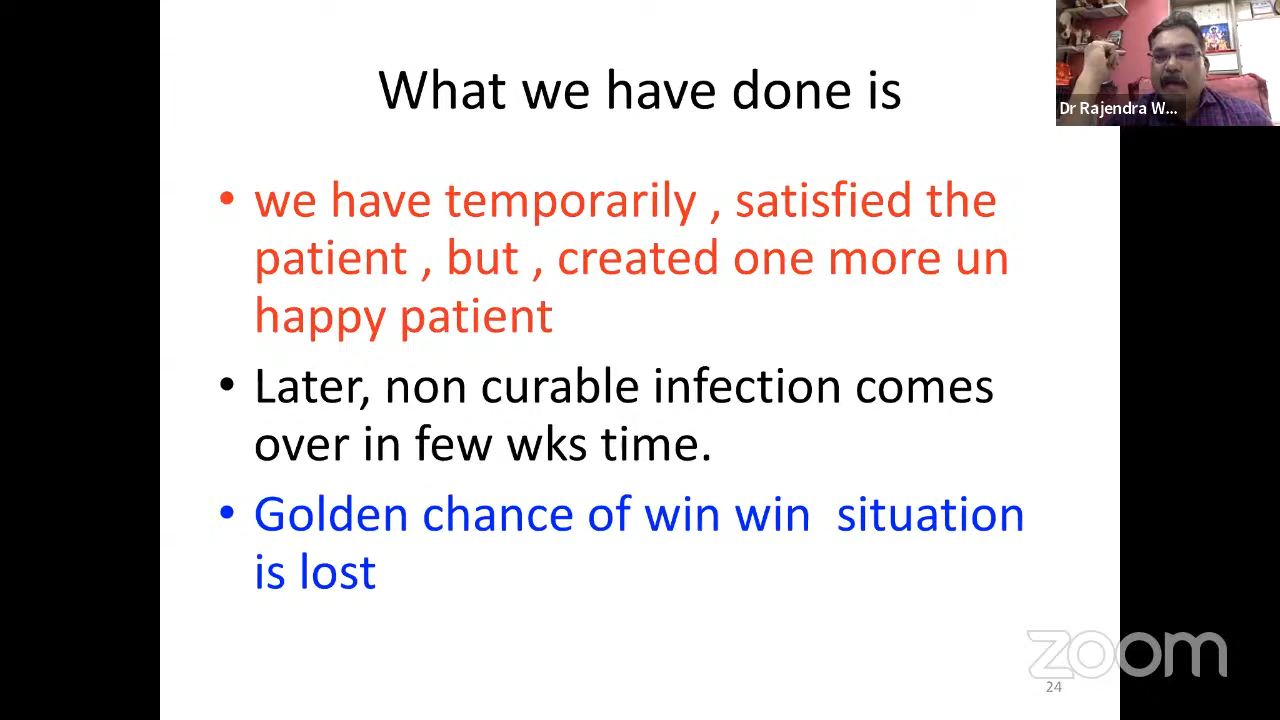 What we have done is
Dr Rajendra W...
• we have temporarily , satisfied the
patient , but , created one more un
happy patient
• Later, non curable infection comes
over in few wks time.
• Golden chance of win win  situation
is lost
zoom
24